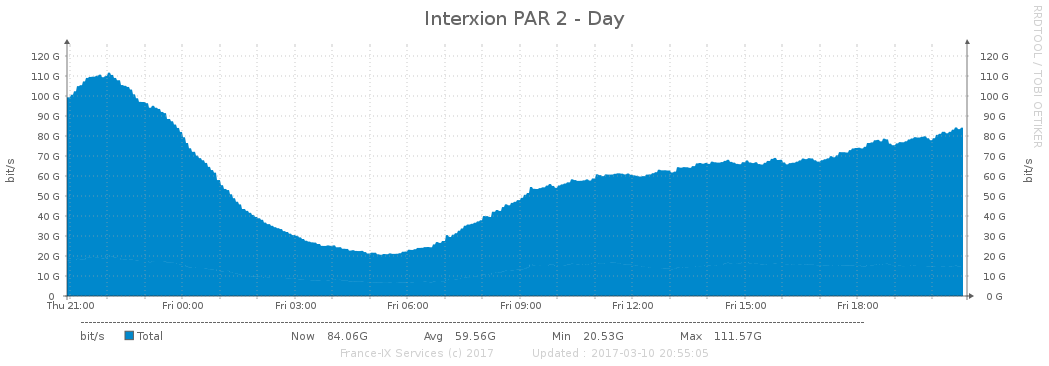 Interxion PAR 2 - Day
RRDTOOL / TOBI OETIKER
bit/s
120 G 120 G
110 G 110 G
100 G 100 G
90 G 90 G
80 G 80 G
70 G 70 G
60 G 60 G
50 G 50 G
40 G 40 G
30 G 30 G
20 G 20 G
10 G 10 G
0 0 G
bit/s
Thu 21:00 Fri 00:00 Fri 03:00 Fri 06:00 Fri 09:00 Fri 12:00 Fri 15:00 Fri 18:00
bit/s Total Now 84.06G Avg 59.56G Min 20.53G Max 111.57G
France-IX Services (c) 2017 Updated : 2017-03-10 20:55:05